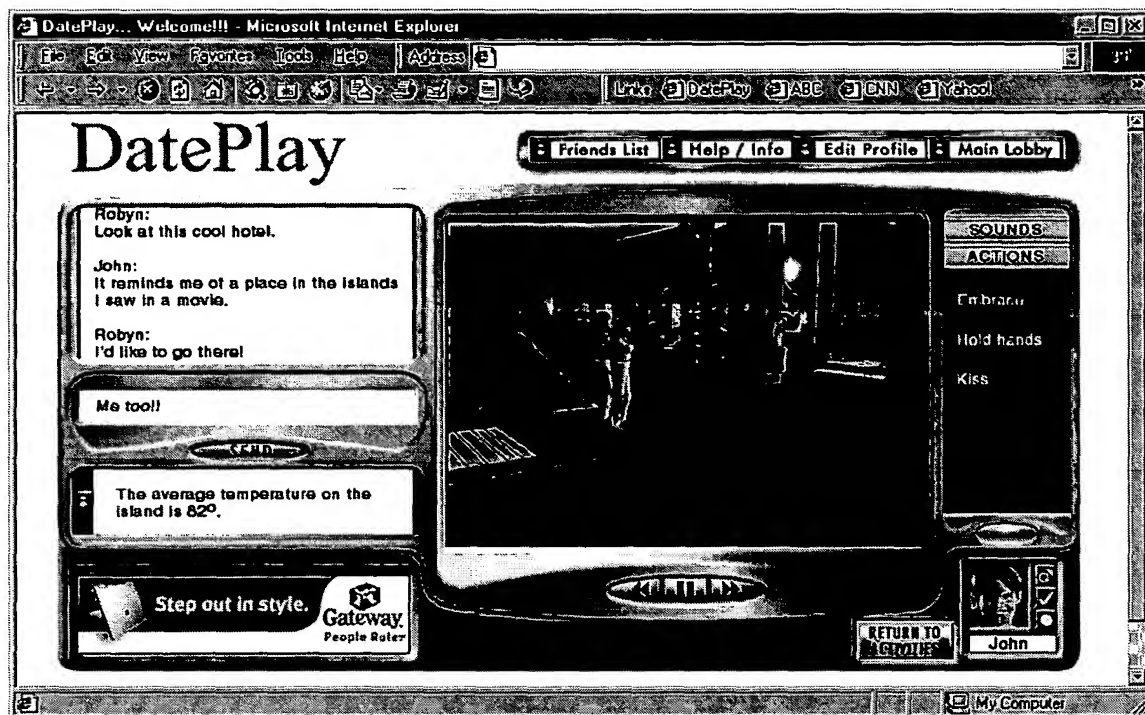 DatePlay... Welcome!!! - Microsoft Internet Explorer
File Edit View Favorites Tools Help Address
Links DatePlay ABC CNN Yahoo!
DatePlay
Friends List Help / Info Edit Profile Main Lobby
Robyn:
Look at this cool hotel.
John:
It reminds me of a place in the islands
I saw in a movie.
Robyn:
I'd like to go there!
Me too!!
SEND
The average temperature on the
island is 82º.
Step out in style.
Gateway
People Rule
SOUNDS
ACTIONS
Embrace
Hold hands
Kiss
RETURN TO
ACTIVITIES
John
My Computer